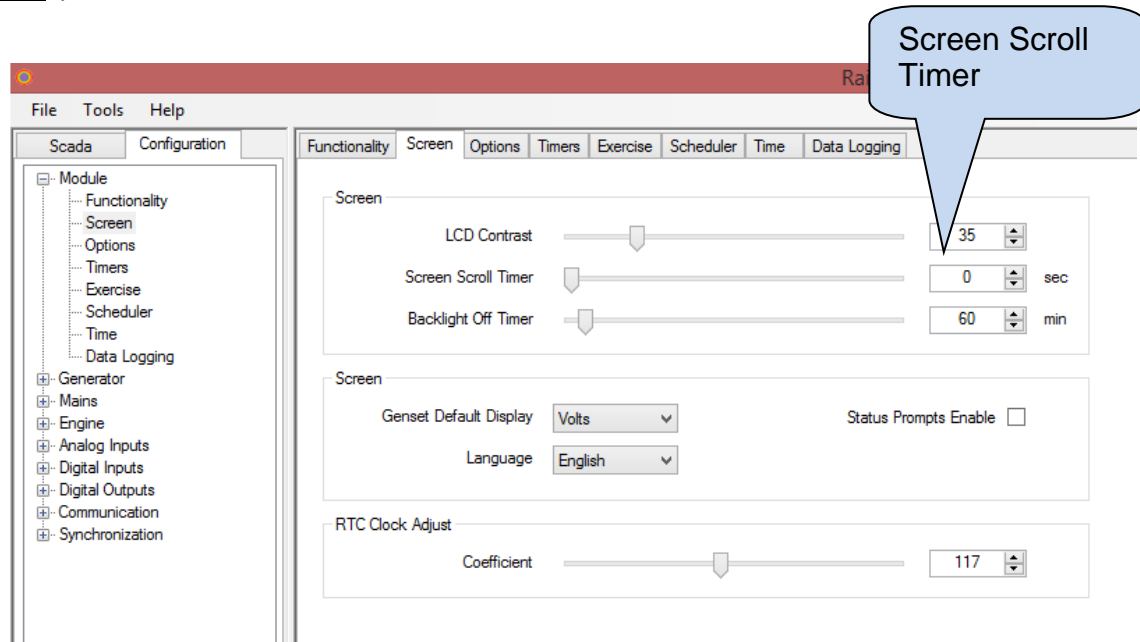 Screen Scroll
Timer
Rai
File Tools Help
Scada Configuration
Functionality Screen Options Timers Exercise Scheduler Time Data Logging
Module
Functionality
Screen
Options
Timers
Exercise
Scheduler
Time
Data Logging
Generator
Mains
Engine
Analog Inputs
Digital Inputs
Digital Outputs
Communication
Synchronization
Screen
LCD Contrast 35
Screen Scroll Timer 0 sec
Backlight Off Timer 60 min
Screen
Genset Default Display Volts Status Prompts Enable
Language English
RTC Clock Adjust
Coefficient 117